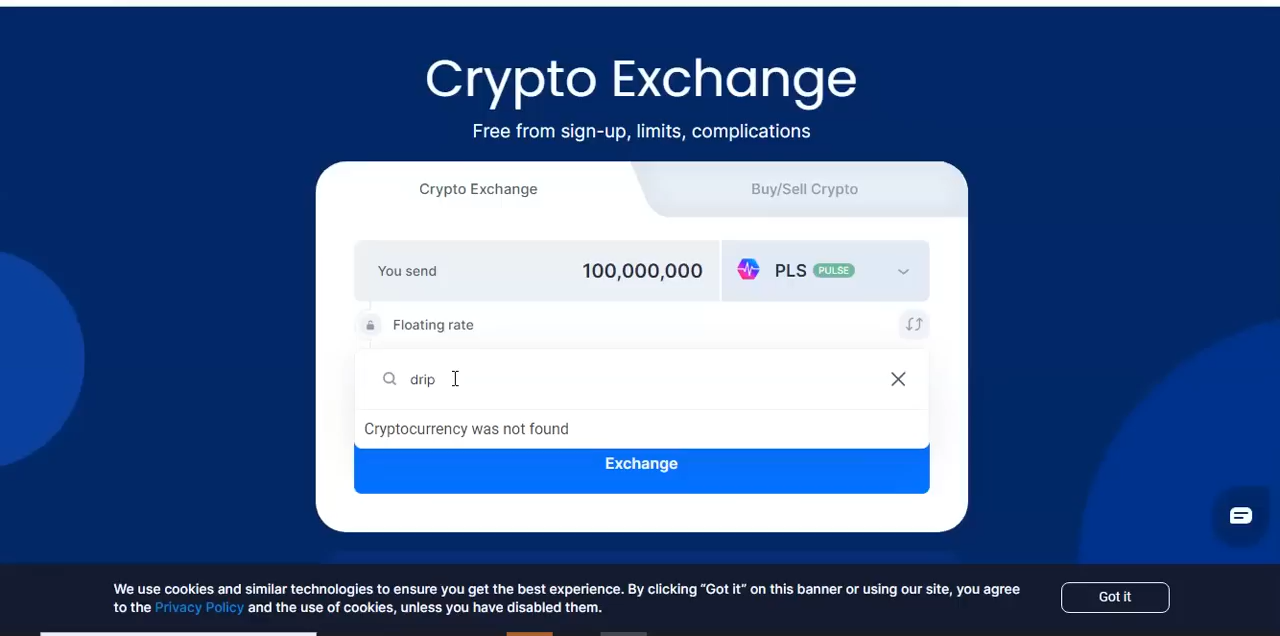 Crypto Exchange
Free from sign-up, limits, complications
Crypto Exchange
Buy/Sell Crypto
You send 100,000,000 PLS PULSE
Floating rate
drip
Cryptocurrency was not found
Exchange
We use cookies and similar technologies to ensure you get the best experience. By clicking “Got it” on this banner or using our site, you agree
to the Privacy Policy and the use of cookies, unless you have disabled them.
Got it